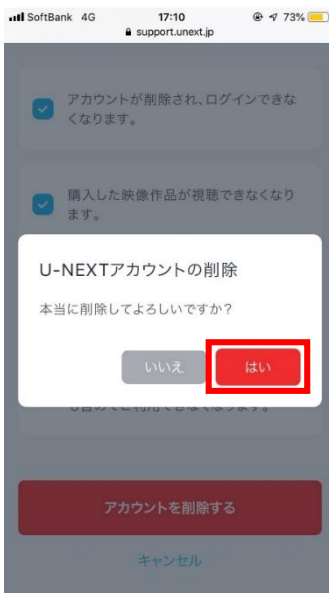 SoftBank 4G 17:10 73%
support.unext.jp
アカウントが削除され、ログインできな
くなります。
購入した映像作品が視聴できなくなり
ます。
U-NEXTアカウントの削除
本当に削除してよろしいですか?
いいえ はい
アカウントを削除する
キャンセル